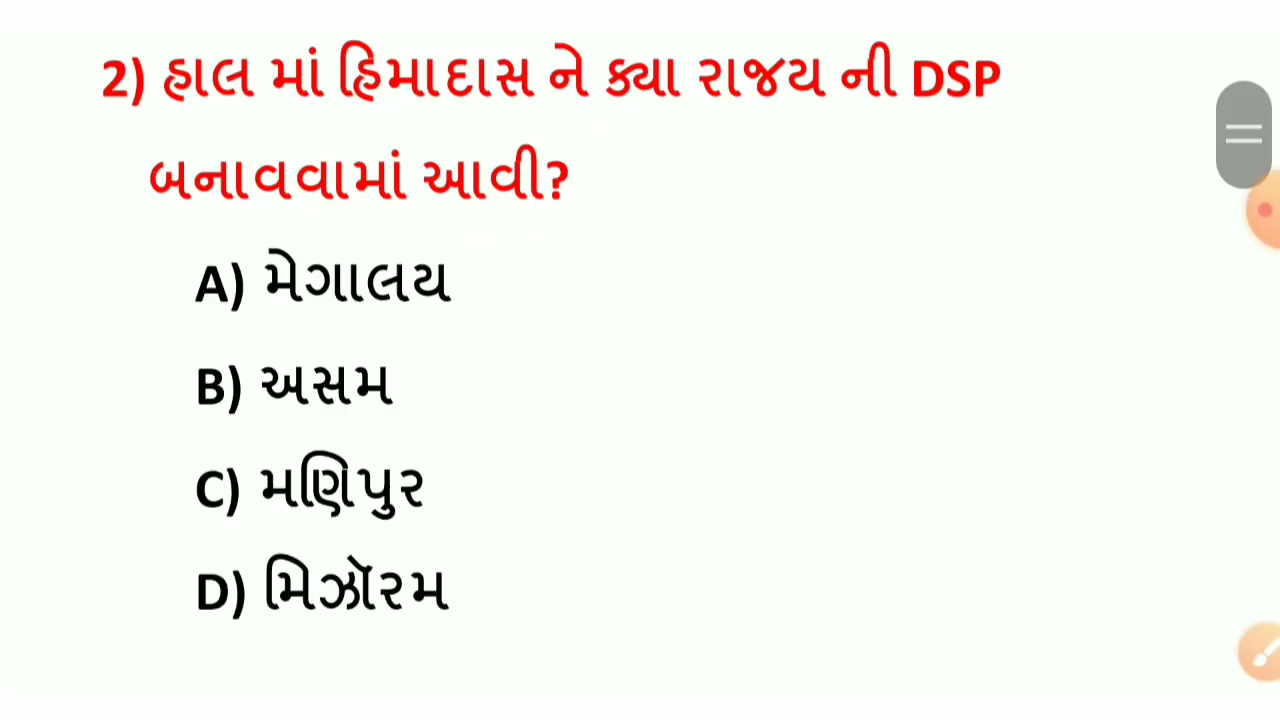 2) હાલ માં હિમાદાસ ને ક્યા રાજય ની DSP
બનાવવામાં આવી?
A) મેગાલય
B) અસમ
C) મણિપુર
D) મિઝૉરમ